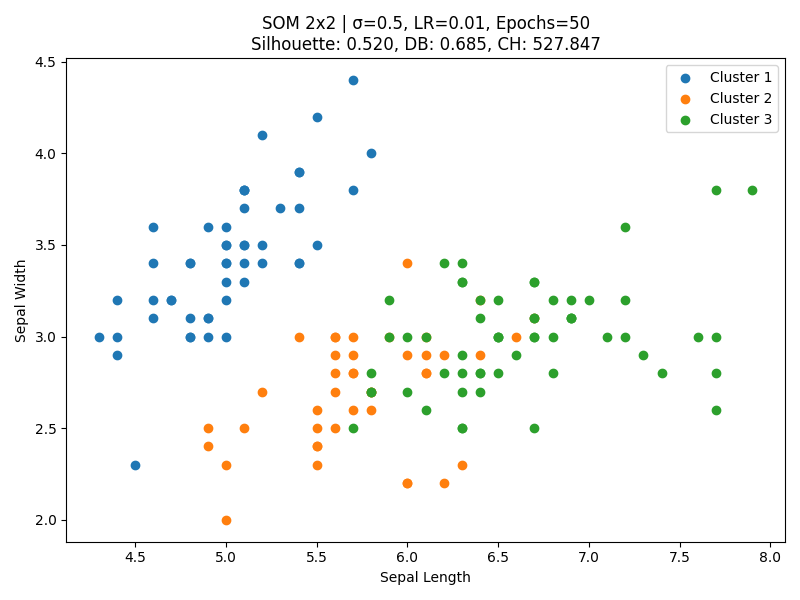 SOM 2x2 | σ=0.5, LR=0.01, Epochs=50
Silhouette: 0.520, DB: 0.685, CH: 527.847
Cluster 1
Cluster 2
Cluster 3
4.5
4.0
3.5
3.0
2.5
2.0
Sepal Width
4.5 5.0 5.5 6.0 6.5 7.0 7.5 8.0
Sepal Length